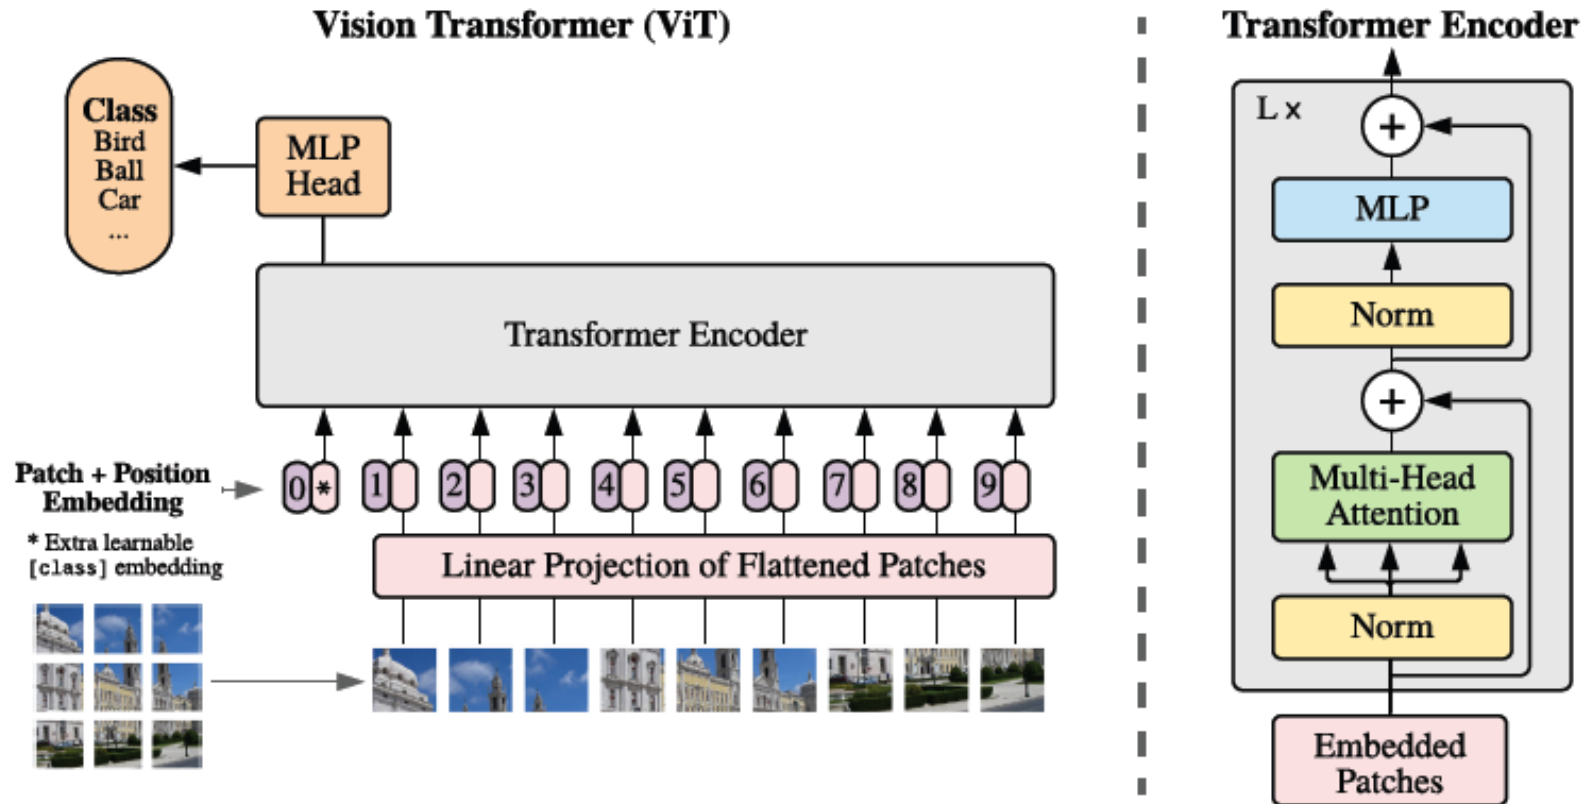 Vision Transformer (ViT)
Class
Bird
Ball
Car
...
MLP
Head
Transformer Encoder
Patch + Position
Embedding
0 * 1 2 3 4 5 6 7 8 9
* Extra learnable
[class] embedding
Linear Projection of Flattened Patches
Transformer Encoder
L x
+
MLP
Norm
+
Multi-Head
Attention
Norm
Embedded
Patches